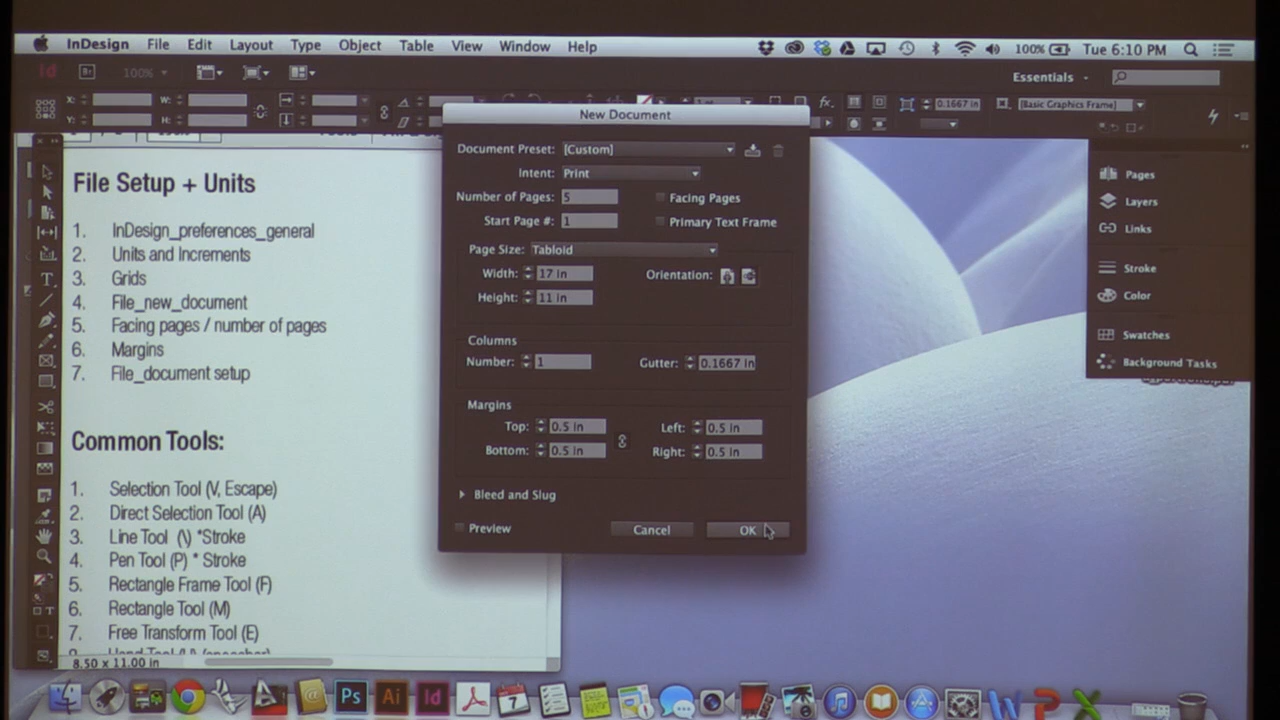 InDesign File Edit Layout Type Object Table View Window Help 100% Tue 6:10 PM
Id Br 100% Essentials
X: W: 0.1667 in [Basic Graphics Frame]
Y: H:
New Document
Document Preset: [Custom]
Intent: Print
Number of Pages: 5 Facing Pages
Start Page #: 1 Primary Text Frame
Page Size: Tabloid
Width: 17 in Orientation:
Height: 11 in
Columns
Number: 1 Gutter: 0.1667 in
Margins
Top: 0.5 in Left: 0.5 in
Bottom: 0.5 in Right: 0.5 in
Bleed and Slug
Preview Cancel OK
File Setup + Units
1. InDesign_preferences_general
2. Units and Increments
3. Grids
4. File_new_document
5. Facing pages / number of pages
6. Margins
7. File_document setup
Common Tools:
1. Selection Tool (V, Escape)
2. Direct Selection Tool (A)
3. Line Tool (\) *Stroke
4. Pen Tool (P) * Stroke
5. Rectangle Frame Tool (F)
6. Rectangle Tool (M)
7. Free Transform Tool (E)
8.50 x 11.00 in
Pages
Layers
Links
Stroke
Color
Swatches
Background Tasks
Ps Ai Id 7